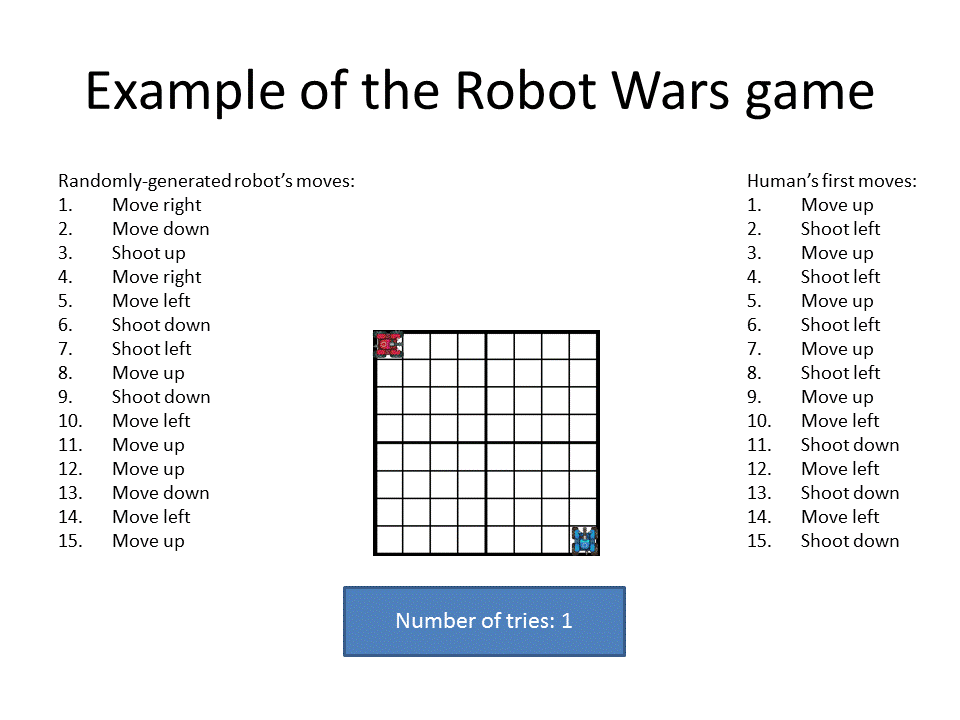 Example of the Robot Wars game
Randomly-generated robot's moves:
1. Move right
2. Move down
3. Shoot up
4. Move right
5. Move left
6. Shoot down
7. Shoot left
8. Move up
9. Shoot down
10. Move left
11. Move up
12. Move up
13. Move down
14. Move left
15. Move up
Human's first moves:
1. Move up
2. Shoot left
3. Move up
4. Shoot left
5. Move up
6. Shoot left
7. Move up
8. Shoot left
9. Move up
10. Move left
11. Shoot down
12. Move left
13. Shoot down
14. Move left
15. Shoot down
Number of tries: 1